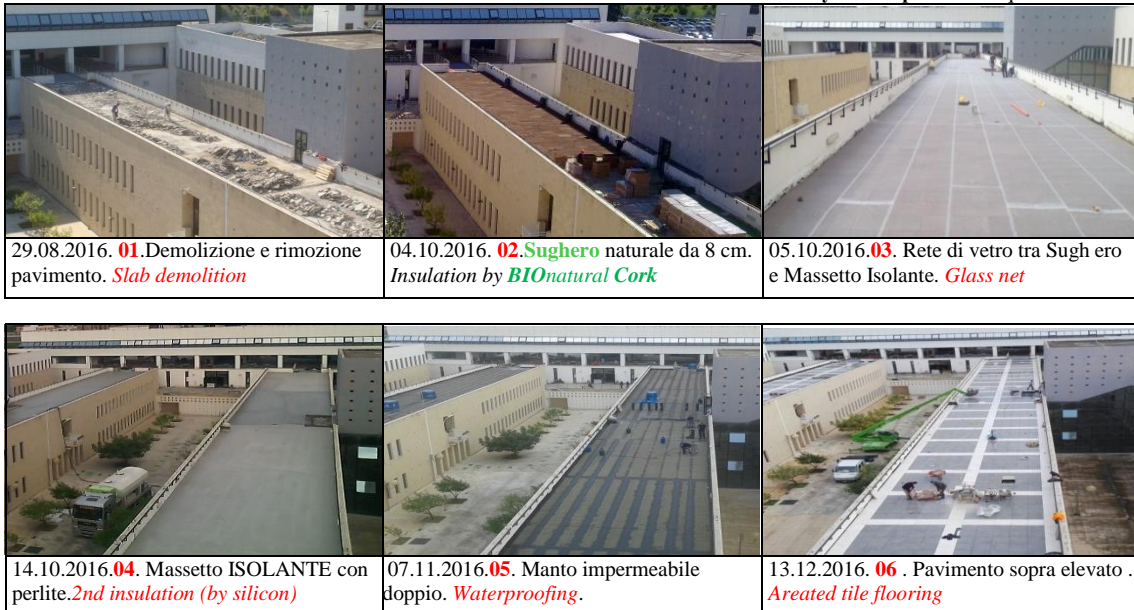 29.08.2016. 01.Demolizione e rimozione
pavimento. Slab demolition
04.10.2016. 02.Sughero naturale da 8 cm.
Insulation by BIOnatural Cork
05.10.2016.03. Rete di vetro tra Sugh ero
e Massetto Isolante. Glass net
14.10.2016.04. Massetto ISOLANTE con
perlite.2nd insulation (by silicon)
07.11.2016.05. Manto impermeabile
doppio. Waterproofing.
13.12.2016. 06 . Pavimento sopra elevato .
Areated tile flooring